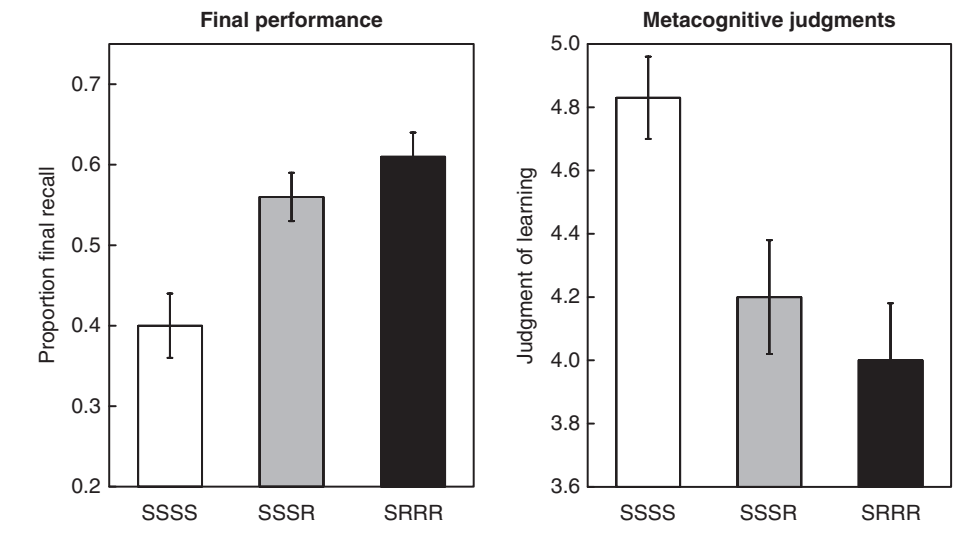 Final performance
Proportion final recall
0.7
0.6
0.5
0.4
0.3
0.2
SSSS SSSR SRRR
Metacognitive judgments
Judgment of learning
5.0
4.8
4.6
4.4
4.2
4.0
3.8
3.6
SSSS SSSR SRRR